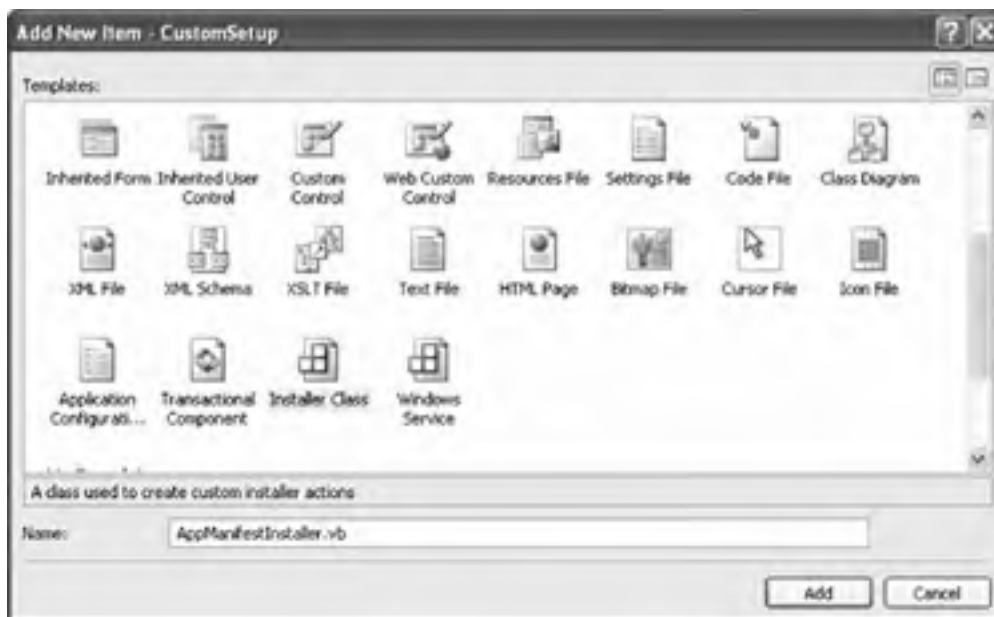 Add New Item - CustomSetup
Templates:
Inherited Form
Inherited User
Control
Custom
Control
Web Custom
Control
Resources File
Settings File
Code File
Class Diagram
XML File
XML Schema
XSLT File
Text File
HTML Page
Bitmap File
Cursor File
Icon File
Application
Configurati...
Transactional
Component
Installer Class
Windows
Service
A class used to create custom installer actions
Name:
AppManifestInstaller.vb
Add
Cancel